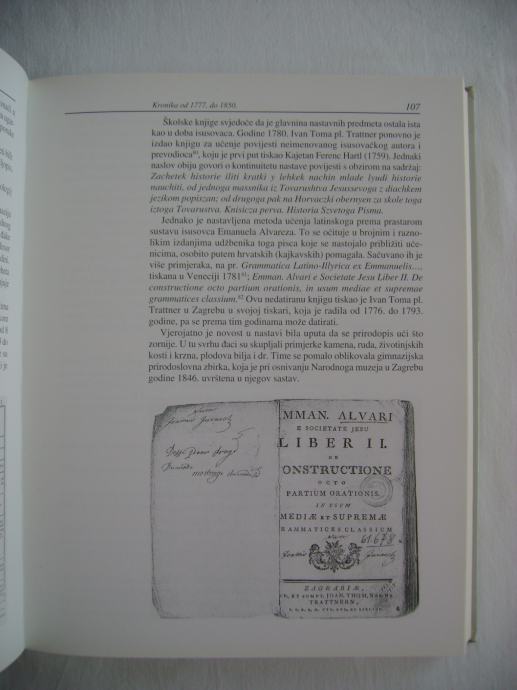 Kronika od 1777. do 1850.
107
Školske knjige svjedoče da je glavnina nastavnih predmeta ostala ista
kao u doba isusovaca. Godine 1780. Ivan Toma pl. Trattner ponovno je
izdao knjigu za učenje povijesti neimenovanog isusovačkog autora i
prevodioca⁸⁰, koju je prvi put tiskao Kajetan Ferenc Hartl (1759). Jednaki
naslov obiju govori o kontinuitetu nastave povijesti s obzirom na sadržaj:
Zachetek historie iliti kratki y lehkek nachin mlade lyudi historie
nauchiti, od jednoga massnika iz Tovarustva Jesussevoga z diachkem
jezikom popiszan; od drugoga pak na Horvaczki obernyen za skole toga
iztoga Tovarustva. Knisicza perva. Historia Szvetoga Pisma.
Jednako je nastavljena metoda učenja latinskoga prema prastarom
sustavu isusovca Emanuela Alvareza. To se očituje u brojnim i razno-
likim izdanjima udžbenika toga pisca koje se nastojalo približiti uče-
nicima, osobito putem hrvatskih (kajkavskih) pomagala. Sačuvano ih je
više primjeraka, na pr. Grammatica Latino-Illyrica ex Emmanuelis…,
tiskana u Veneciji 1781⁸¹; Emman. Alvari e Societate Jesu Liber II. De
constructione octo partium orationis, in usum mediae et supremae
grammatices classium.⁸² Ovu nedatiranu knjigu tiskao je Ivan Toma pl.
Trattner u Zagrebu u svojoj tiskari, koja je radila od 1776. do 1793.
godine, pa se prema tim godinama može datirati.
Vjerojatno je novost u nastavi bila uputa da se prirodopis uči što
zornije. U tu svrhu đaci su skupljali primjerke kamena, ruda, životinjskih
kosti i krzna, plodova bilja i dr. Time se pomalo oblikovala gimnazijska
prirodoslovna zbirka, koja je pri osnivanju Narodnoga muzeja u Zagrebu
godine 1846. uvrštena u njegov sastav.
MMAN. ALVARI
E SOCIETATE JESU
LIBER II.
DE
ONSTRUCTIONE
OCTO
PARTIUM ORATIONIS.
IN USUM
MEDIÆ ET SUPREMÆ
RAMMATICES CLASSIUM
61.678
ZAGRABIÆ,
TRATTNERN,